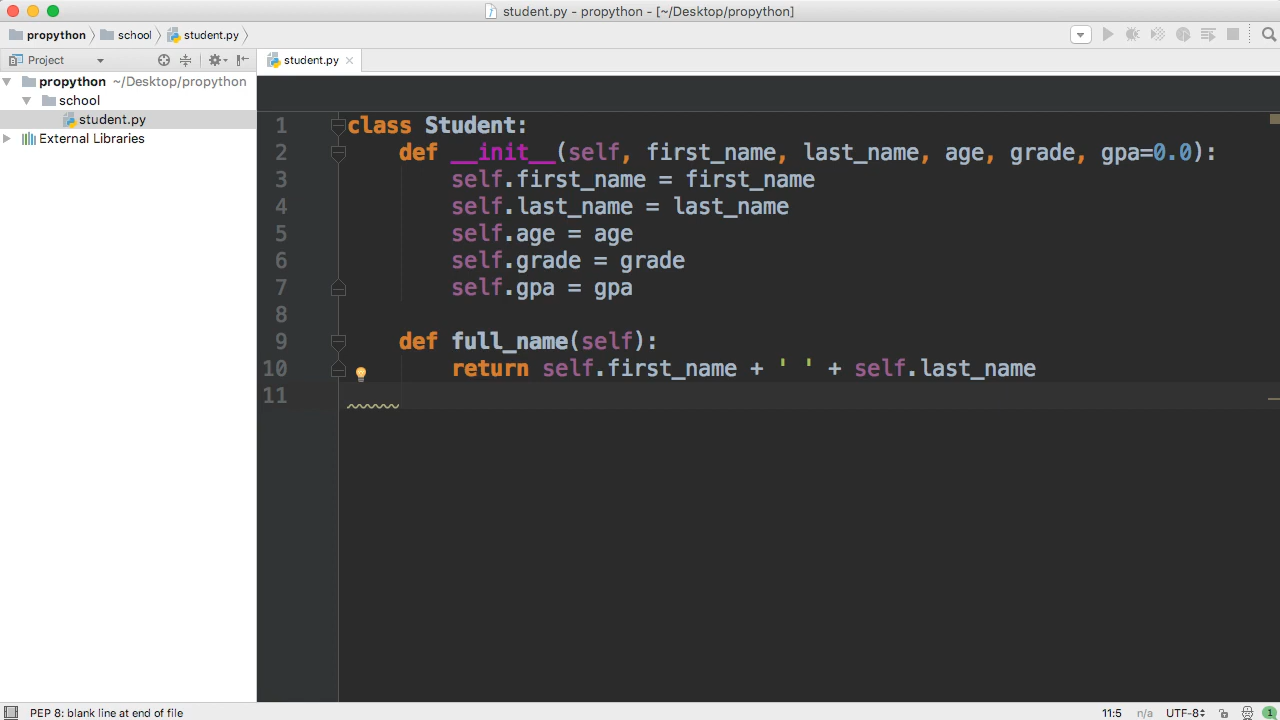 student.py - propython - [~/Desktop/propython]
propython school student.py
Project
student.py
propython ~/Desktop/propython
school
student.py
External Libraries
1 class Student:
2     def __init__(self, first_name, last_name, age, grade, gpa=0.0):
3         self.first_name = first_name
4         self.last_name = last_name
5         self.age = age
6         self.grade = grade
7         self.gpa = gpa
8
9     def full_name(self):
10         return self.first_name + ' ' + self.last_name
11
PEP 8: blank line at end of file 11:5 n/a UTF-8 1